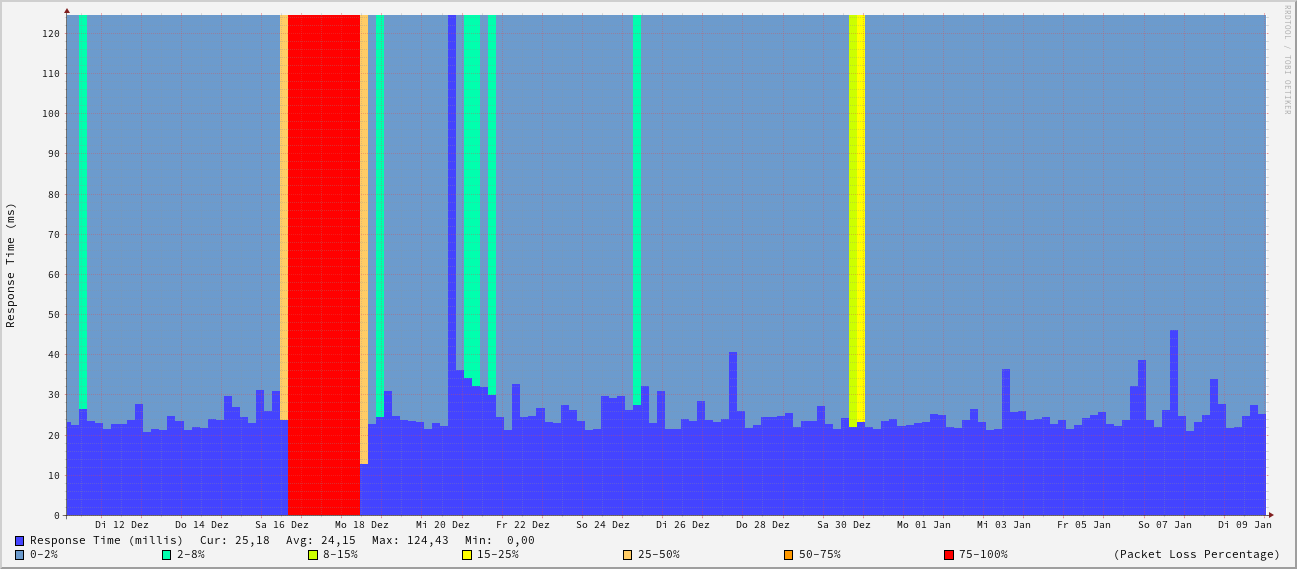 RRDTOOL / TOBI OETIKER
Response Time (ms)
120
110
100
90
80
70
60
50
40
30
20
10
0
Di 12 Dez Do 14 Dez Sa 16 Dez Mo 18 Dez Mi 20 Dez Fr 22 Dez So 24 Dez Di 26 Dez Do 28 Dez Sa 30 Dez Mo 01 Jan Mi 03 Jan Fr 05 Jan So 07 Jan Di 09 Jan
Response Time (millis) Cur: 25,18 Avg: 24,15 Max: 124,43 Min: 0,00
0-2% 2-8% 8-15% 15-25% 25-50% 50-75% 75-100% (Packet Loss Percentage)